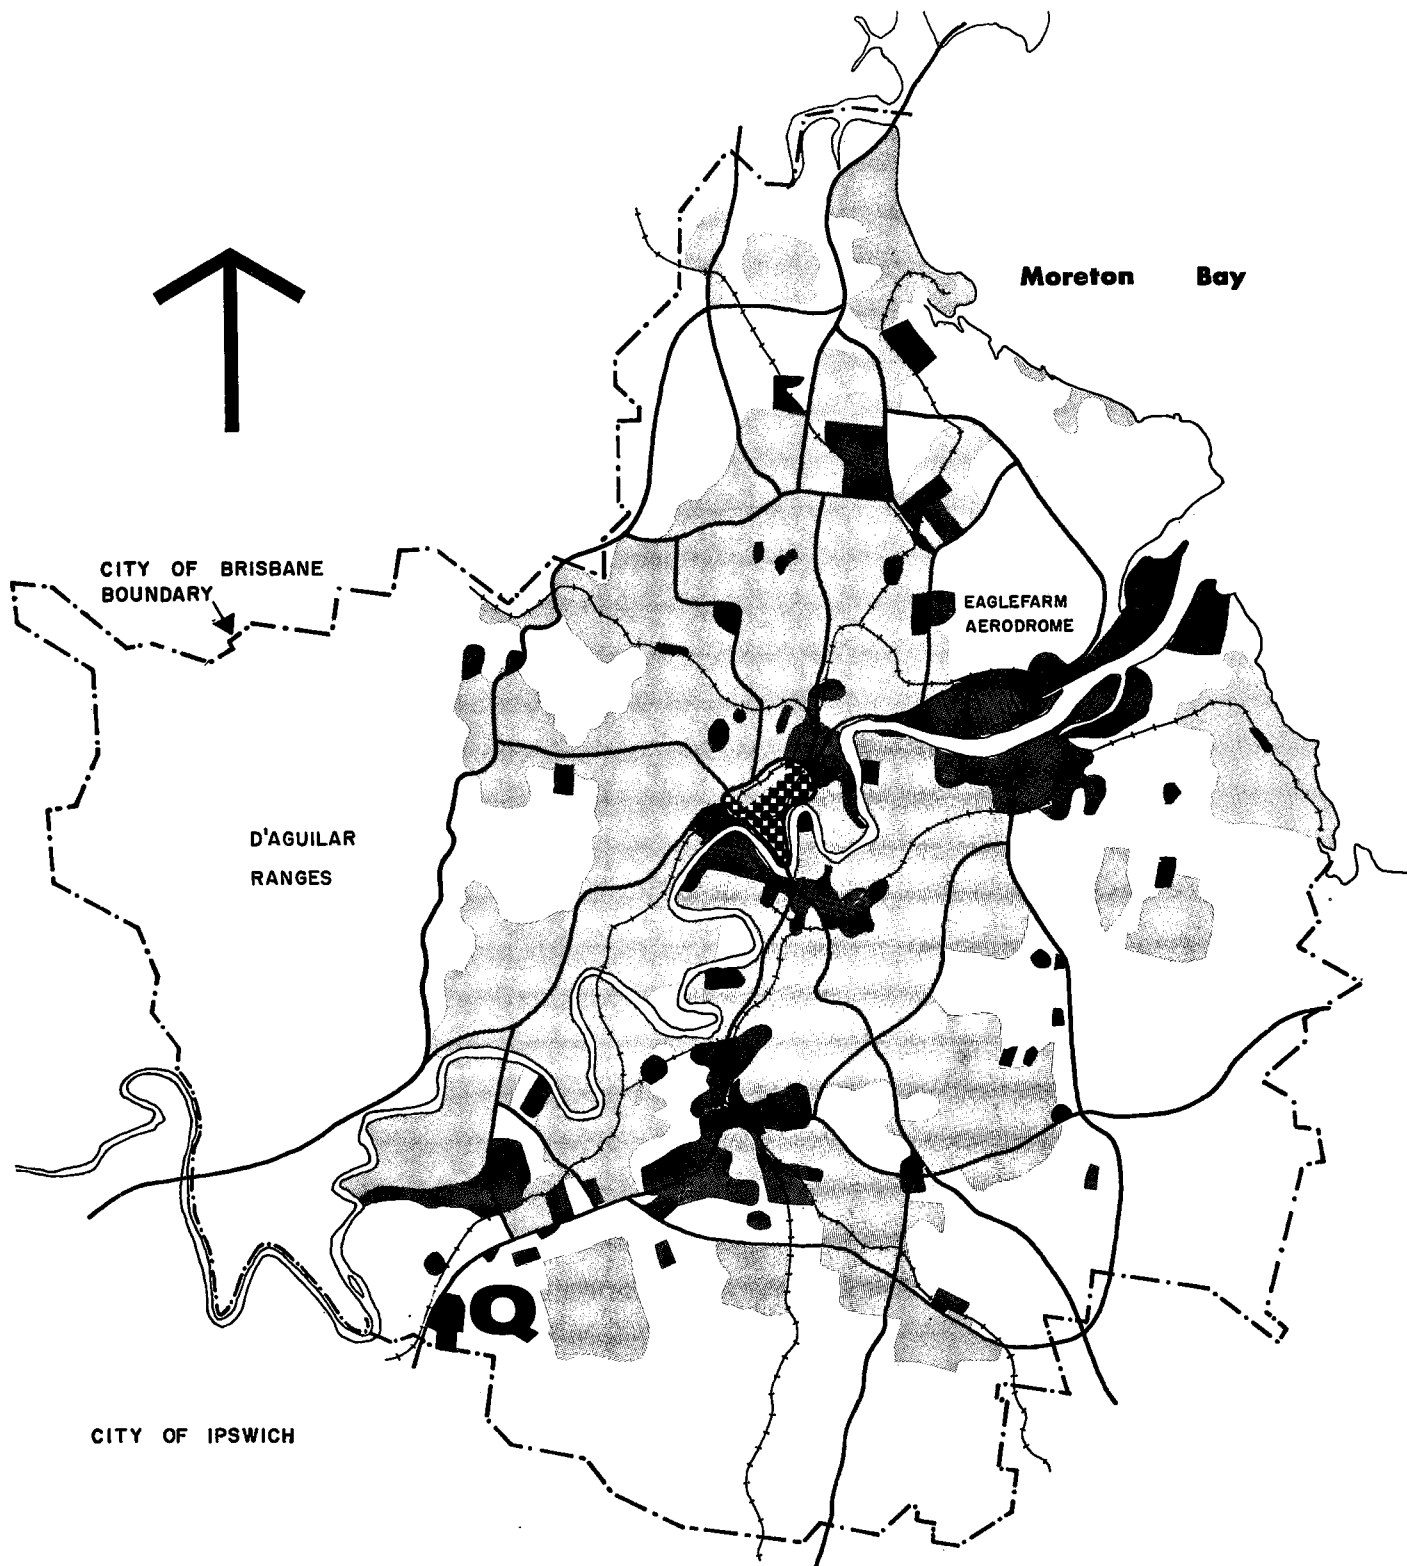 Moreton Bay
CITY OF BRISBANE
BOUNDARY
EAGLEFARM
AERODROME
D'AGUILAR
RANGES
Q
CITY OF IPSWICH